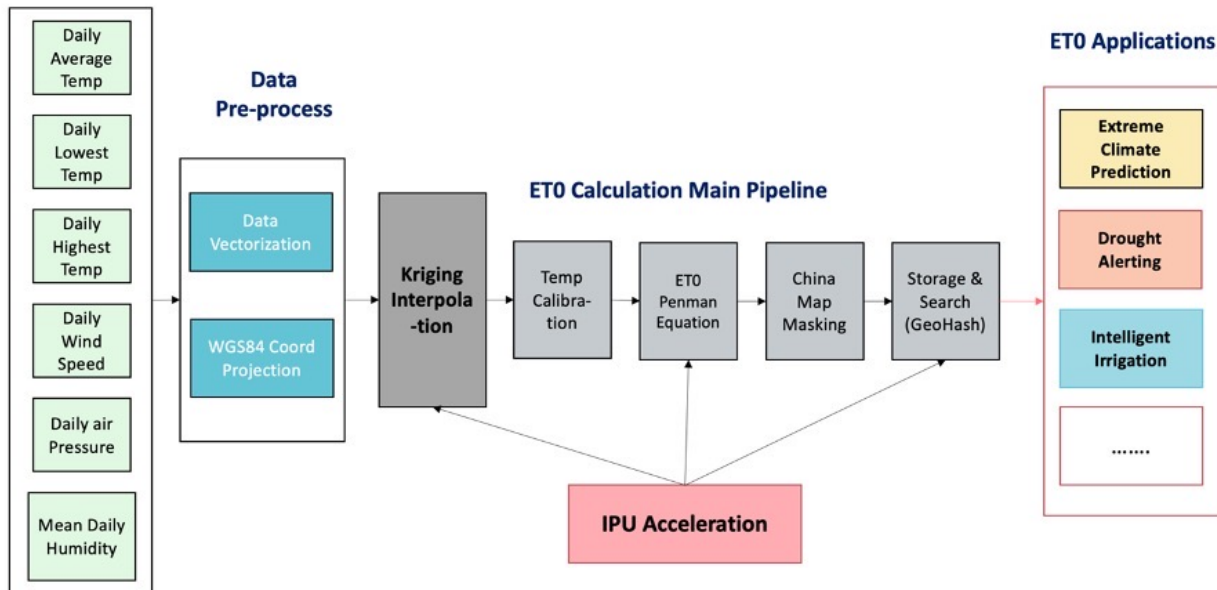 Daily
Average
Temp
Daily
Lowest
Temp
Daily
Highest
Temp
Daily
Wind
Speed
Daily air
Pressure
Mean Daily
Humidity
Data
Pre-process
Data
Vectorization
WGS84 Coord
Projection
ET0 Calculation Main Pipeline
Kriging
Interpola
-tion
Temp
Calibra-
tion
ET0
Penman
Equation
China
Map
Masking
Storage &
Search
(GeoHash)
IPU Acceleration
ET0 Applications
Extreme
Climate
Prediction
Drought
Alerting
Intelligent
Irrigation
…….